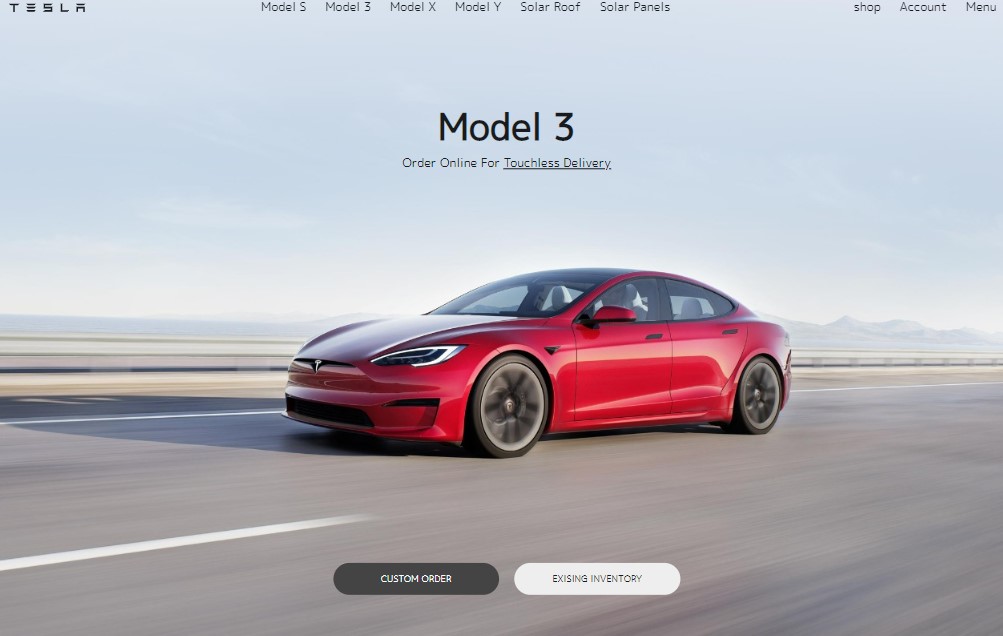 TESLA Model S Model 3 Model X Model Y Solar Roof Solar Panels shop Account Menu
Model 3
Order Online For Touchless Delivery
CUSTOM ORDER EXISING INVENTORY